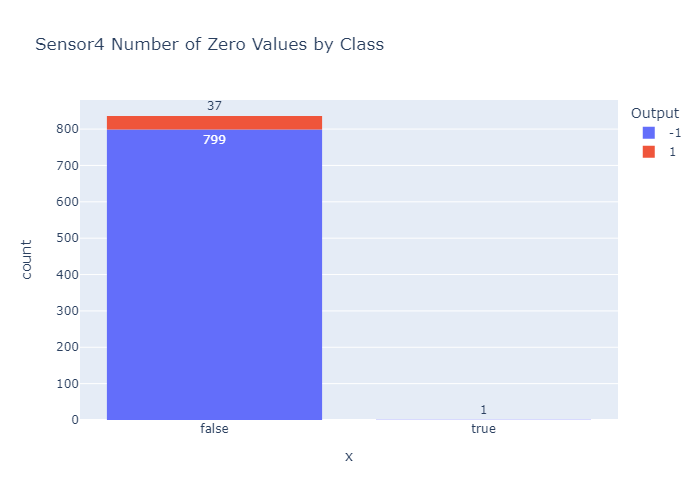 Sensor4 Number of Zero Values by Class
37
Output
-1
1
799
800
700
600
500
400
300
200
100
0
1
count
false
true
x